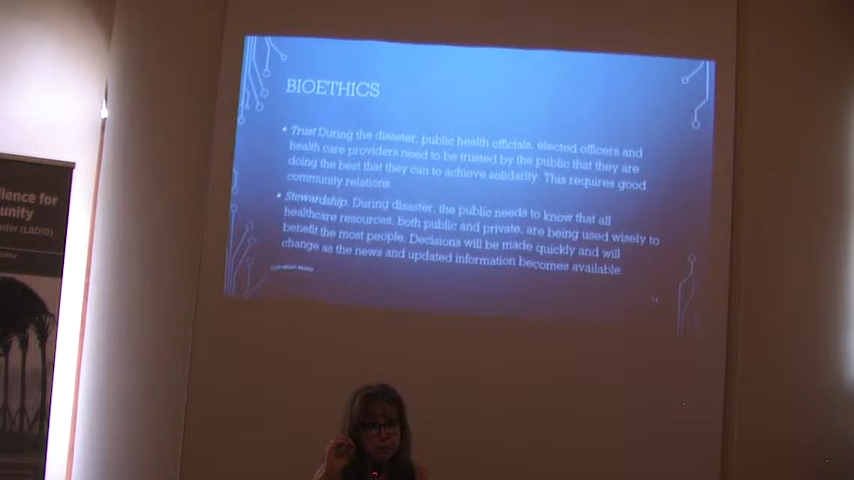 BIOETHICS
• Trust During the disaster, public health officials, elected officers and
health care providers need to be trusted by the public that they are
doing the best that they can to achieve solidarity. This requires good
community relations
• Stewardship. During disaster, the public needs to know that all
healthcare resources, both public and private, are being used wisely to
benefit the most people. Decisions will be made quickly and will
change as the news and updated information becomes available.
COPYRIGHT
ience for
unity
ster (LBDID)